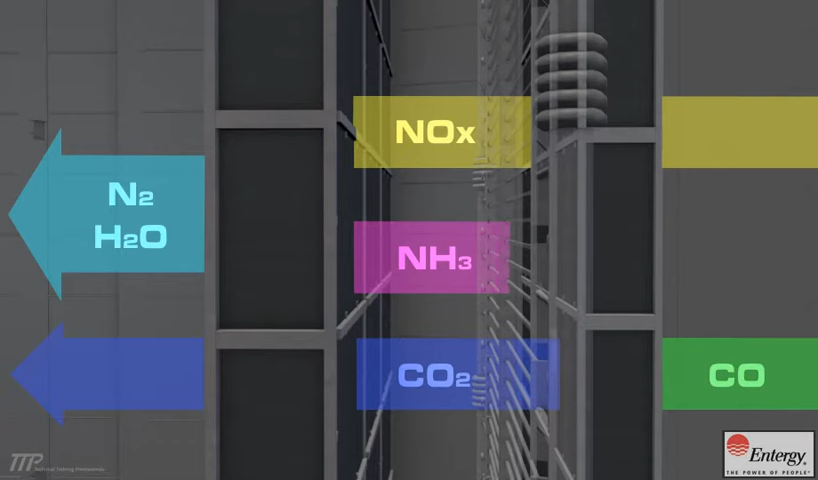 NOx
N2
H2O
NH3
CO2
CO
TTP
Entergy.
THE POWER OF PEOPLE®